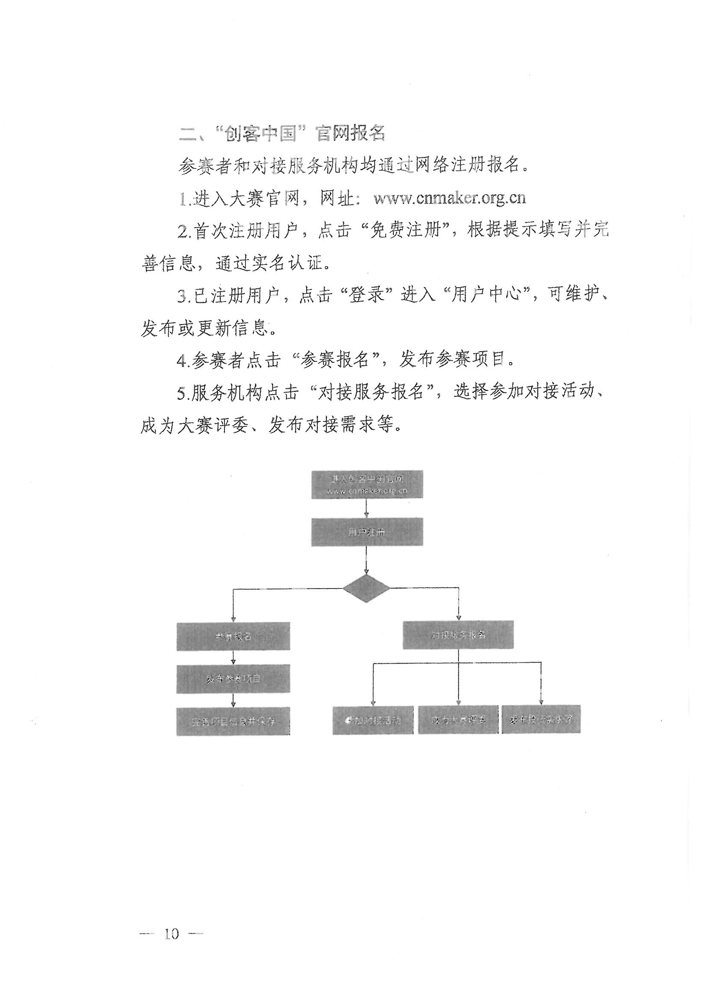 二、“创客中国”官网报名
参赛者和对接服务机构均通过网络注册报名。
1.进入大赛官网，网址：www.cnmaker.org.cn
2.首次注册用户，点击“免费注册”，根据提示填写并完
善信息，通过实名认证。
3.已注册用户，点击“登录”进入“用户中心”，可维护、
发布或更新信息。
4.参赛者点击“参赛报名”，发布参赛项目。
5.服务机构点击“对接服务报名”，选择参加对接活动、
成为大赛评委、发布对接需求等。
进入创客中国官网
www.cnmaker.org.cn
用户注册
参赛报名
对接服务报名
发布参赛项目
完善项目信息并保存
参加对接活动
成为大赛评委
发布投资需求等
— 10 —